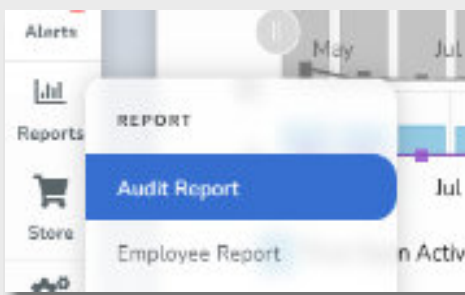 Alerts
May
Jul
Reports
REPORT
Audit Report
Jul
Store
Employee Report
n Activ